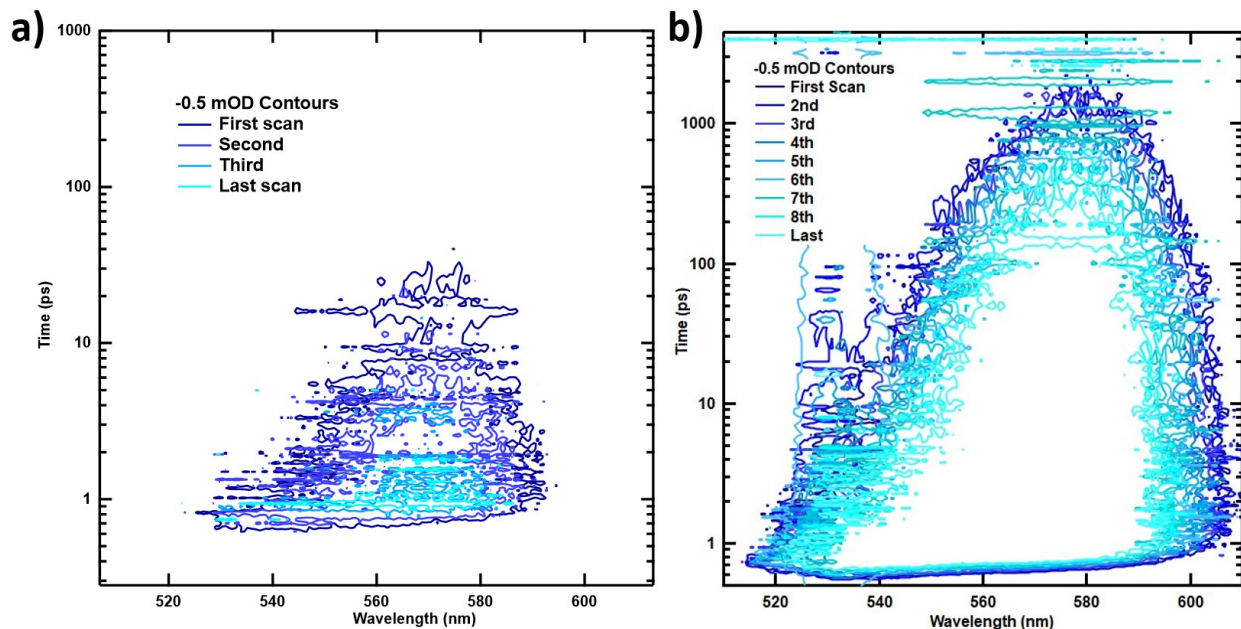 a)
1000
100
10
1
Time (ps)
-0.5 mOD Contours
First scan
Second
Third
Last scan
520 540 560 580 600
Wavelength (nm)
b)
1000
100
10
1
Time (ps)
-0.5 mOD Contours
First Scan
2nd
3rd
4th
5th
6th
7th
8th
Last
520 540 560 580 600
Wavelength (nm)